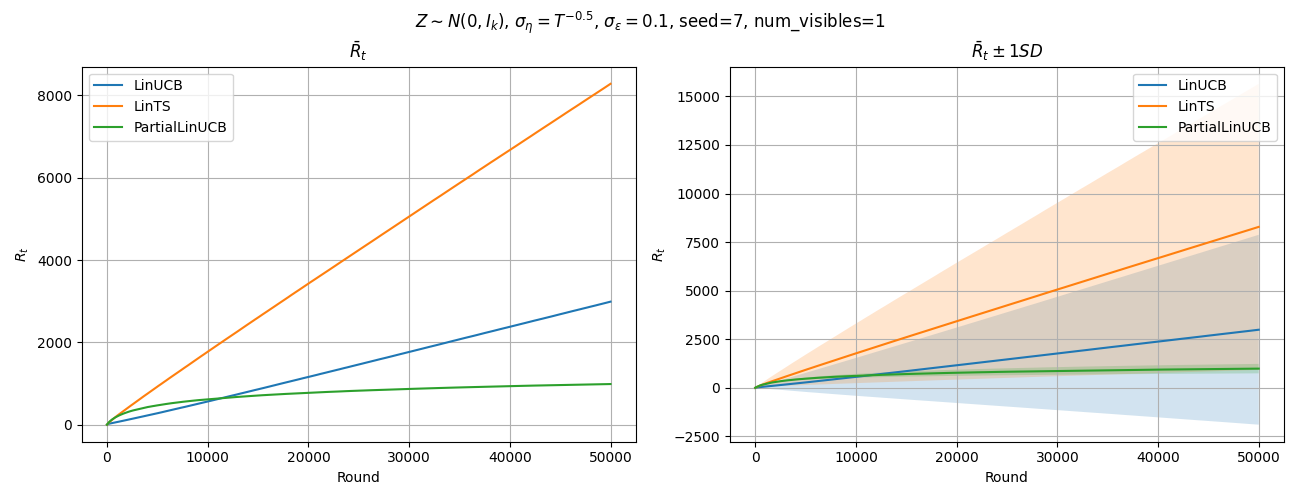 Z ∼ N(0, I_k), σ_η = T^{−0.5}, σ_ε = 0.1, seed=7, num_visibles=1
R̄_t
LinUCB
LinTS
PartialLinUCB
8000
6000
4000
2000
0
R_t
0 10000 20000 30000 40000 50000
Round
R̄_t ± 1SD
LinUCB
LinTS
PartialLinUCB
15000
12500
10000
7500
5000
2500
0
−2500
R_t
0 10000 20000 30000 40000 50000
Round